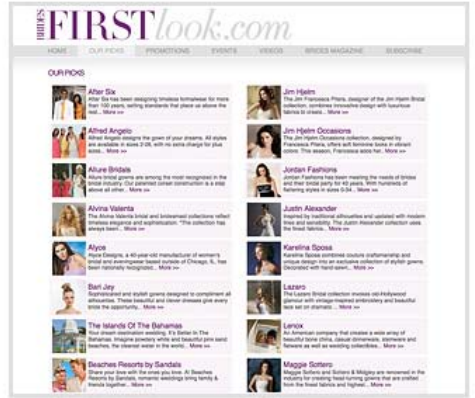 BRIDES
FIRSTlook.com
HOME OUR PICKS PROMOTIONS EVENTS VIDEOS BRIDES MAGAZINE SUBSCRIBE
OUR PICKS
After Six
After Six has been designing timeless formalwear for more
than 100 years, setting standards that place us above the
rest... More >>
Alfred Angelo
Alfred Angelo designs the gown of your dreams. All styles
are available in sizes 2-28, with no extra charge for plus
sizes... More >>
Allure Bridals
Allure bridal gowns are among the most recognized in the
bridal industry. Our patented corset construction is a step
above all other... More >>
Alvina Valenta
The Alvina Valenta bridal and bridesmaid collections reflect
timeless elegance and sophistication. "The collection has
always been... More >>
Alyce
Alyce Designs, a 40-year-old manufacturer of women's
bridal and eveningwear based outside of Chicago, IL, has
been nationally recognized... More >>
Bari Jay
Sophisticated and stylish gowns designed to compliment all
silhouettes. These beautiful and clever dresses give every
bride the opportunity... More >>
The Islands Of The Bahamas
Your dream destination wedding. It's Better In The
Bahamas. Imagine powdery white and beautiful pink sand
beaches, the clearest water in the world... More >>
Beaches Resorts by Sandals
Share your love with the ones you love. At Beaches
Resorts by Sandals, romantic weddings bring family &
friends together... More >>
Jim Hjelm
The Jim Francesca Pitera, designer of the Jim Hjelm Bridal
collection, combines innovative design with luxurious
fabrics to create... More >>
Jim Hjelm Occasions
The Jim Hjelm Occasions collection, designed by
Francesca Pitera, offers soft feminine looks in vibrant
colors. This season, Francesca adds her... More >>
Jordan Fashions
Jordan Fashions has been meeting the needs of brides
and their bridal party for 40 years. With hundreds of
flattering styles in sizes 0-34... More >>
Justin Alexander
Inspired by traditional silhouettes and updated with modern
lines and sensibility. The Justin Alexander collection uses
the finest fabrics... More >>
Karelina Sposa
Karelina Sposa combines couture craftsmanship and
unique design into an exclusive collection of stylish gowns.
Decorated with hand-sewn... More >>
Lazaro
The Lazaro Bridal collection invokes old-Hollywood
glamour with vintage-inspired embroidery and beautiful
lace set on dramatic ... More >>
Lenox
An American company that creates a wide array of
beautiful bone china, casual dinnerware, stemware and
flatware as well as wedding collectibles... More >>
Maggie Sottero
Maggie Sottero and Sottero & Midgley are renowned in the
industry for creating head-turning gowns that are crafted
from the finest fabrics and highest... More >>